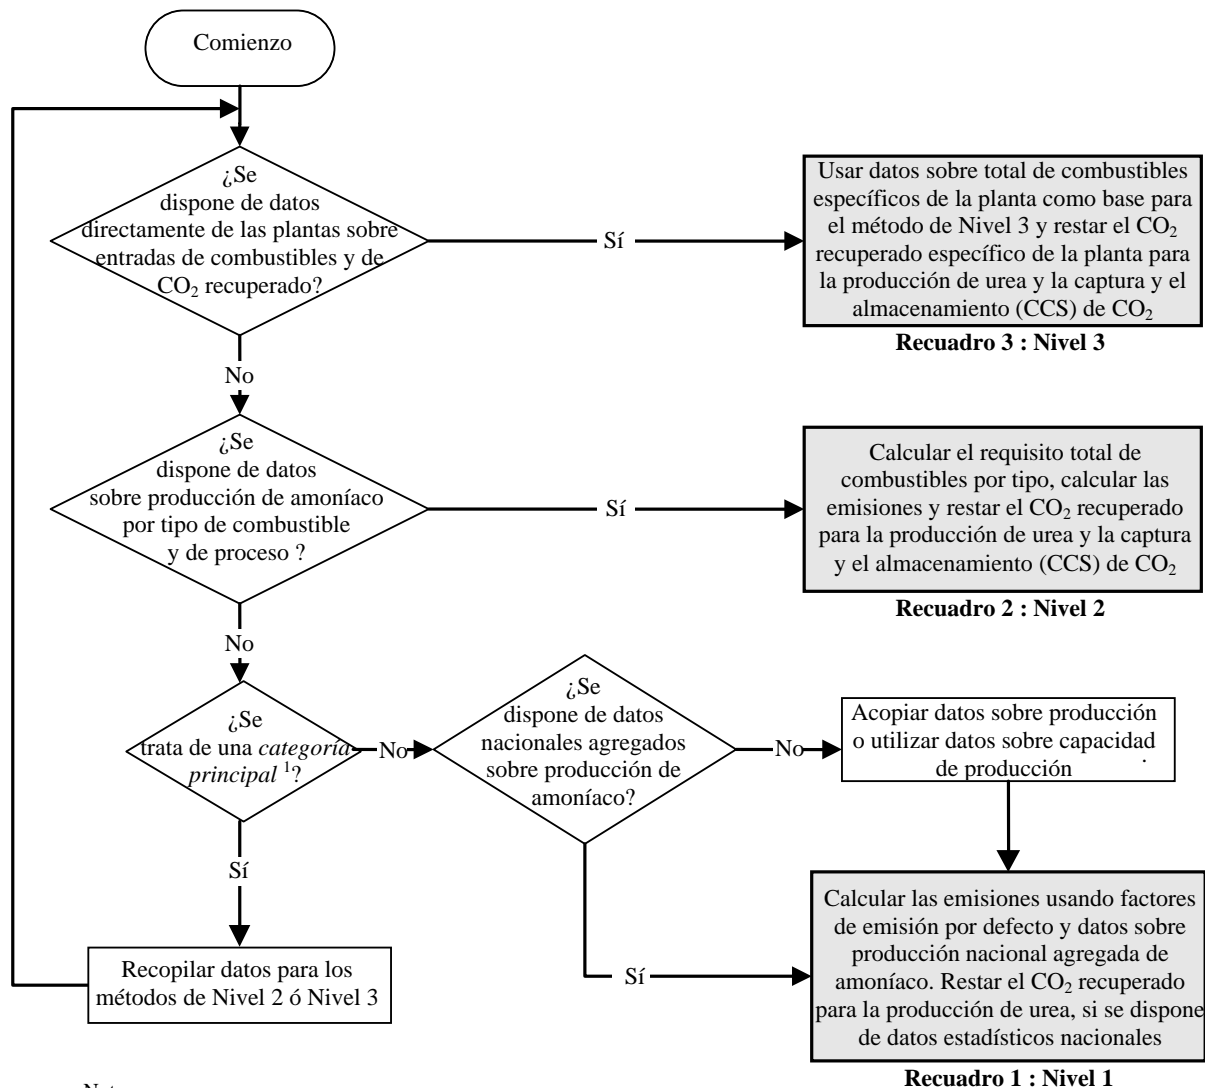 Comienzo
¿Se
dispone de datos
directamente de las plantas sobre
entradas de combustibles y de
CO₂ recuperado?
Sí
Usar datos sobre total de combustibles
específicos de la planta como base para
el método de Nivel 3 y restar el CO₂
recuperado específico de la planta para
la producción de urea y la captura y el
almacenamiento (CCS) de CO₂
Recuadro 3 : Nivel 3
No
¿Se
dispone de datos
sobre producción de amoníaco
por tipo de combustible
y de proceso ?
Sí
Calcular el requisito total de
combustibles por tipo, calcular las
emisiones y restar el CO₂ recuperado
para la producción de urea y la captura
y el almacenamiento (CCS) de CO₂
Recuadro 2 : Nivel 2
No
¿Se
trata de una categoría
principal ¹?
No
¿Se
dispone de datos
nacionales agregados
sobre producción de
amoníaco?
No
Acopiar datos sobre producción
o utilizar datos sobre capacidad
de producción
Sí
Recopilar datos para los
métodos de Nivel 2 ó Nivel 3
Sí
Calcular las emisiones usando factores
de emisión por defecto y datos sobre
producción nacional agregada de
amoníaco. Restar el CO₂ recuperado
para la producción de urea, si se dispone
de datos estadísticos nacionales
Recuadro 1 : Nivel 1